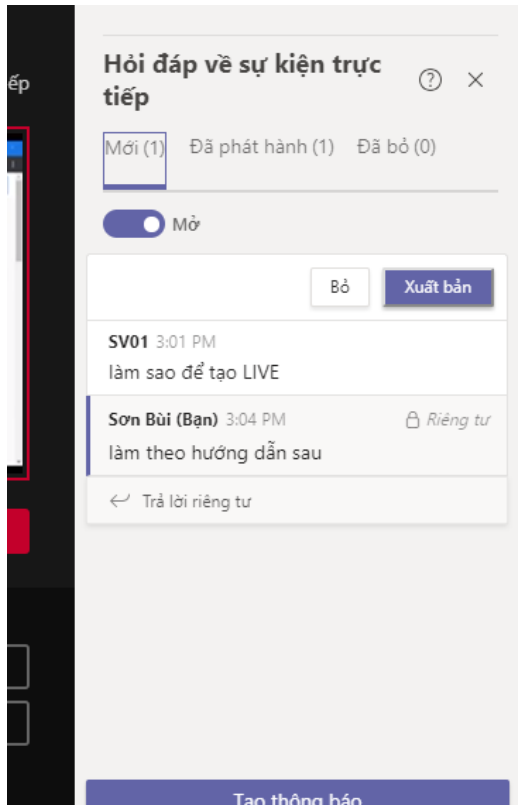 ếp
Hỏi đáp về sự kiện trực
tiếp
Mới (1) Đã phát hành (1) Đã bỏ (0)
Mở
Bỏ Xuất bản
SV01 3:01 PM
làm sao để tạo LIVE
Sơn Bùi (Bạn) 3:04 PM Riêng tư
làm theo hướng dẫn sau
Trả lời riêng tư
Tạo thông báo